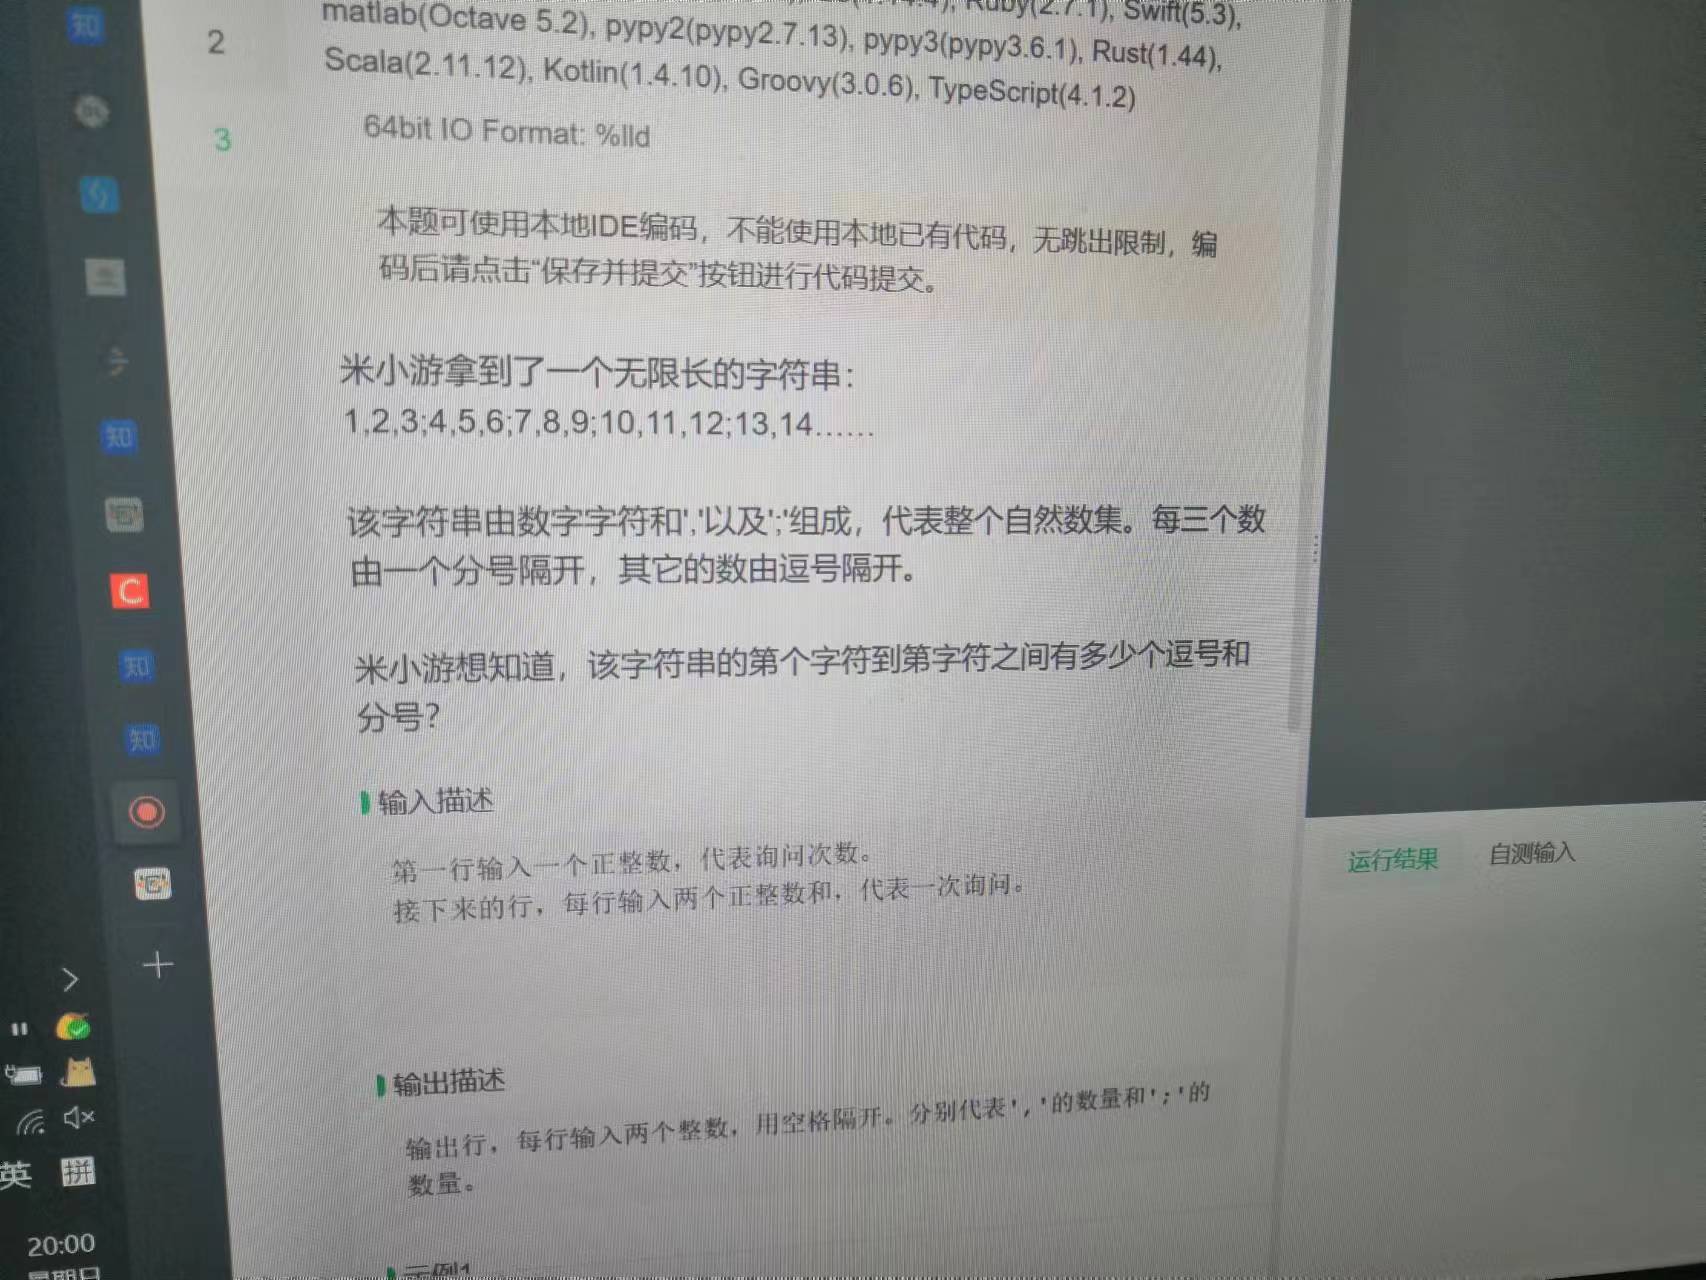 Ruby(2.7.1), Swift(5.3),
matlab(Octave 5.2), pypy2(pypy2.7.13), pypy3(pypy3.6.1), Rust(1.44),
Scala(2.11.12), Kotlin(1.4.10), Groovy(3.0.6), TypeScript(4.1.2)
64bit IO Format: %lld
2
3
本题可使用本地IDE编码，不能使用本地已有代码，无跳出限制，编
码后请点击“保存并提交”按钮进行代码提交。
米小游拿到了一个无限长的字符串：
1,2,3;4,5,6;7,8,9;10,11,12;13,14......
该字符串由数字字符和','以及';'组成，代表整个自然数集。每三个数
由一个分号隔开，其它的数由逗号隔开。
米小游想知道，该字符串的第个字符到第字符之间有多少个逗号和
分号？
输入描述
第一行输入一个正整数，代表询问次数。
接下来的行，每行输入两个正整数和，代表一次询问。
输出描述
输出行，每行输入两个整数，用空格隔开。分别代表','的数量和';'的
数量。
示例1
运行结果 自测输入
知
知
C
知
知
英 拼
20:00
星期日